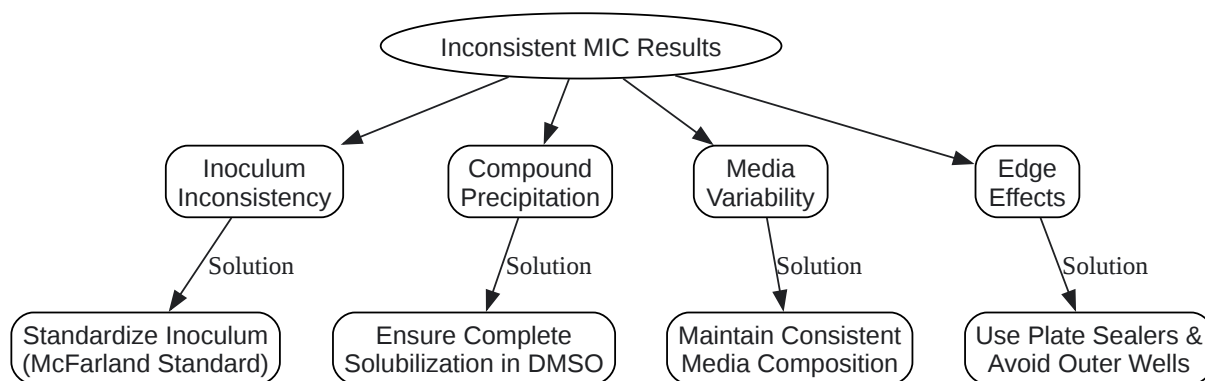 Inconsistent MIC Results
Inoculum
Inconsistency
Compound
Precipitation
Media
Variability
Edge
Effects
Solution
Solution
Solution
Solution
Standardize Inoculum
(McFarland Standard)
Ensure Complete
Solubilization in DMSO
Maintain Consistent
Media Composition
Use Plate Sealers &
Avoid Outer Wells